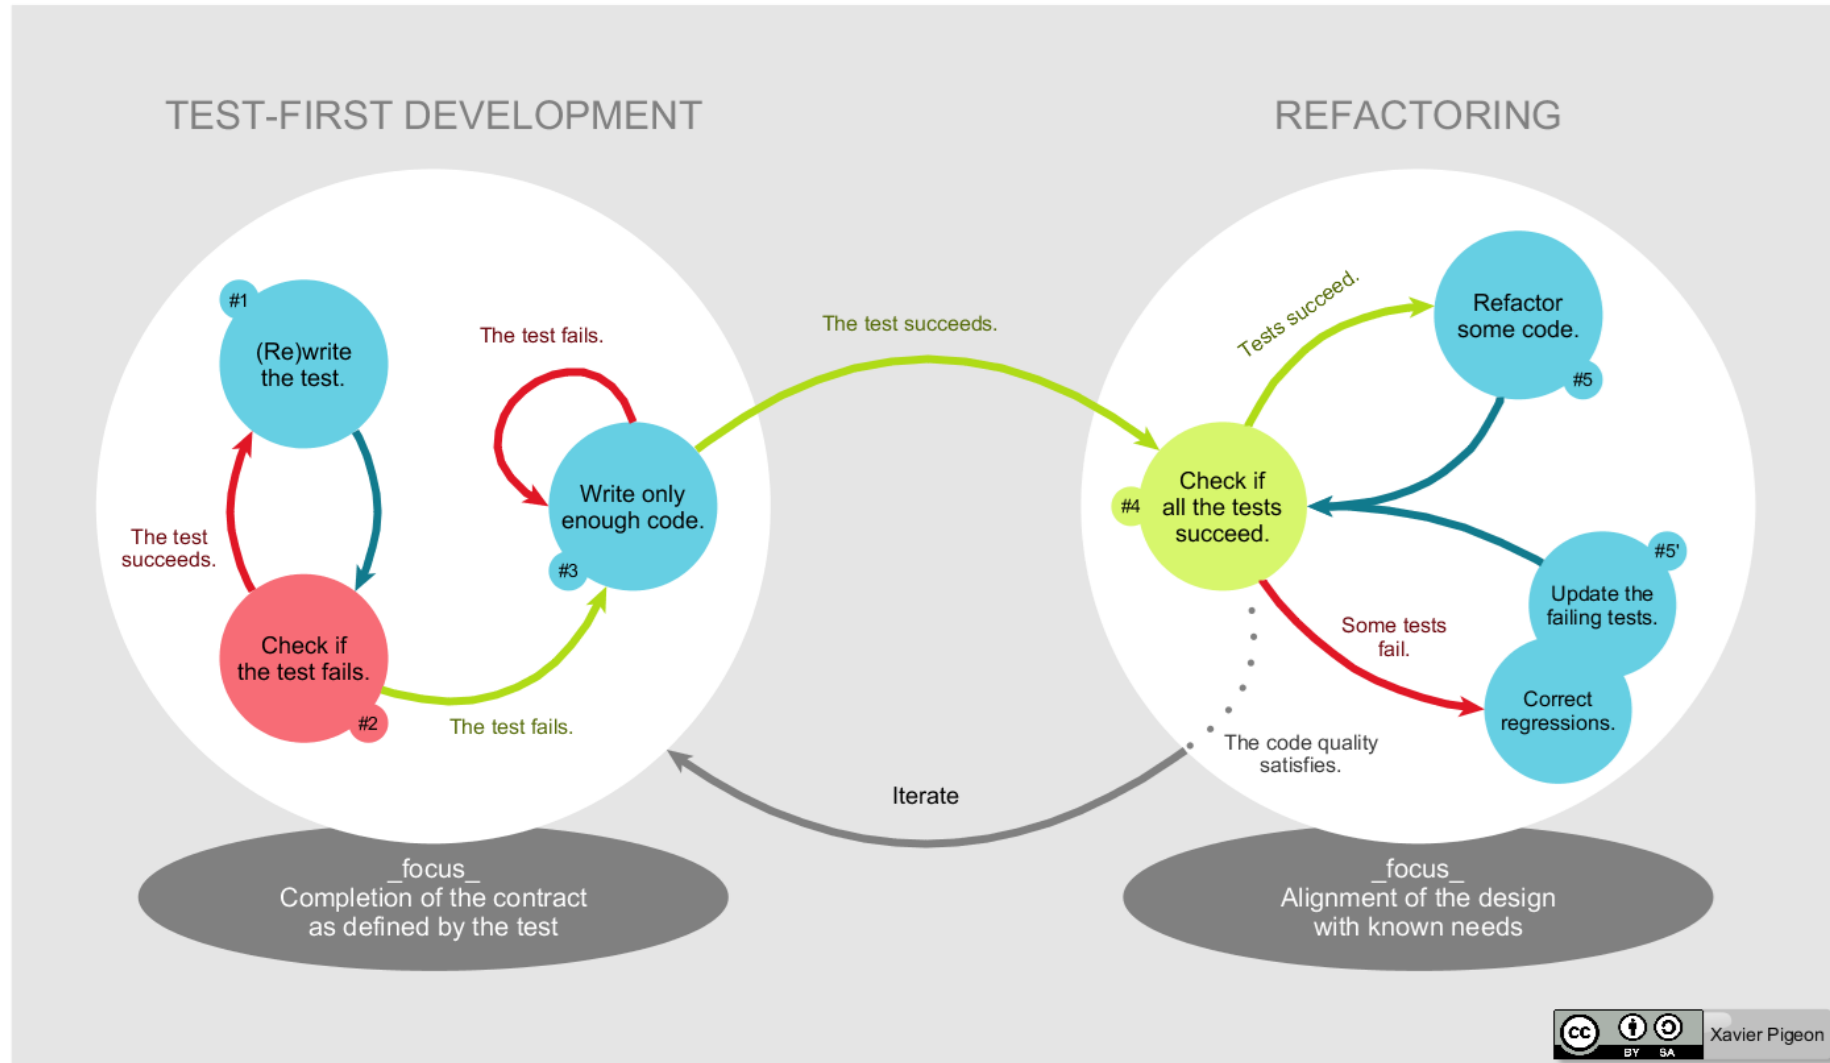 TEST-FIRST DEVELOPMENT
REFACTORING
#1
(Re)write
the test.
The test
succeeds.
Check if
the test fails.
#2
The test fails.
The test fails.
Write only
enough code.
#3
The test succeeds.
#4
Check if
all the tests
succeed.
Tests succeed.
Refactor
some code.
#5
#5'
Update the
failing tests.
Some tests
fail.
Correct
regressions.
The code quality
satisfies.
Iterate
_focus_
Completion of the contract
as defined by the test
_focus_
Alignment of the design
with known needs
cc
BY SA
Xavier Pigeon